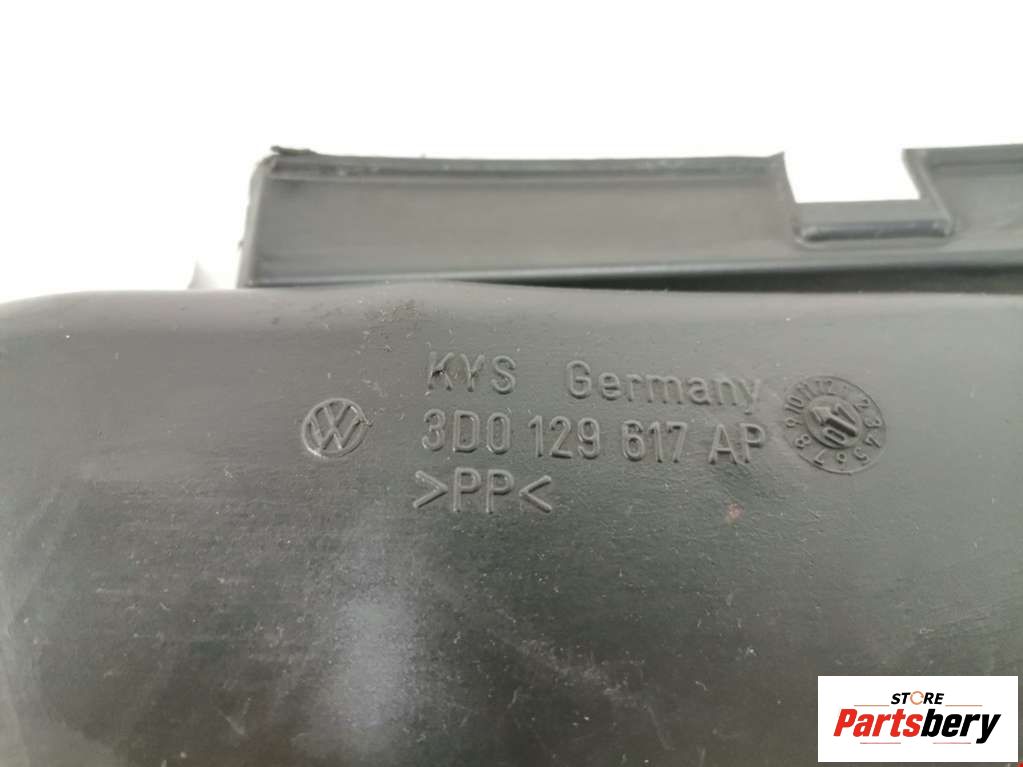 KYS Germany
3D0 129 617 AP
>PP<
STORE
Partsbery